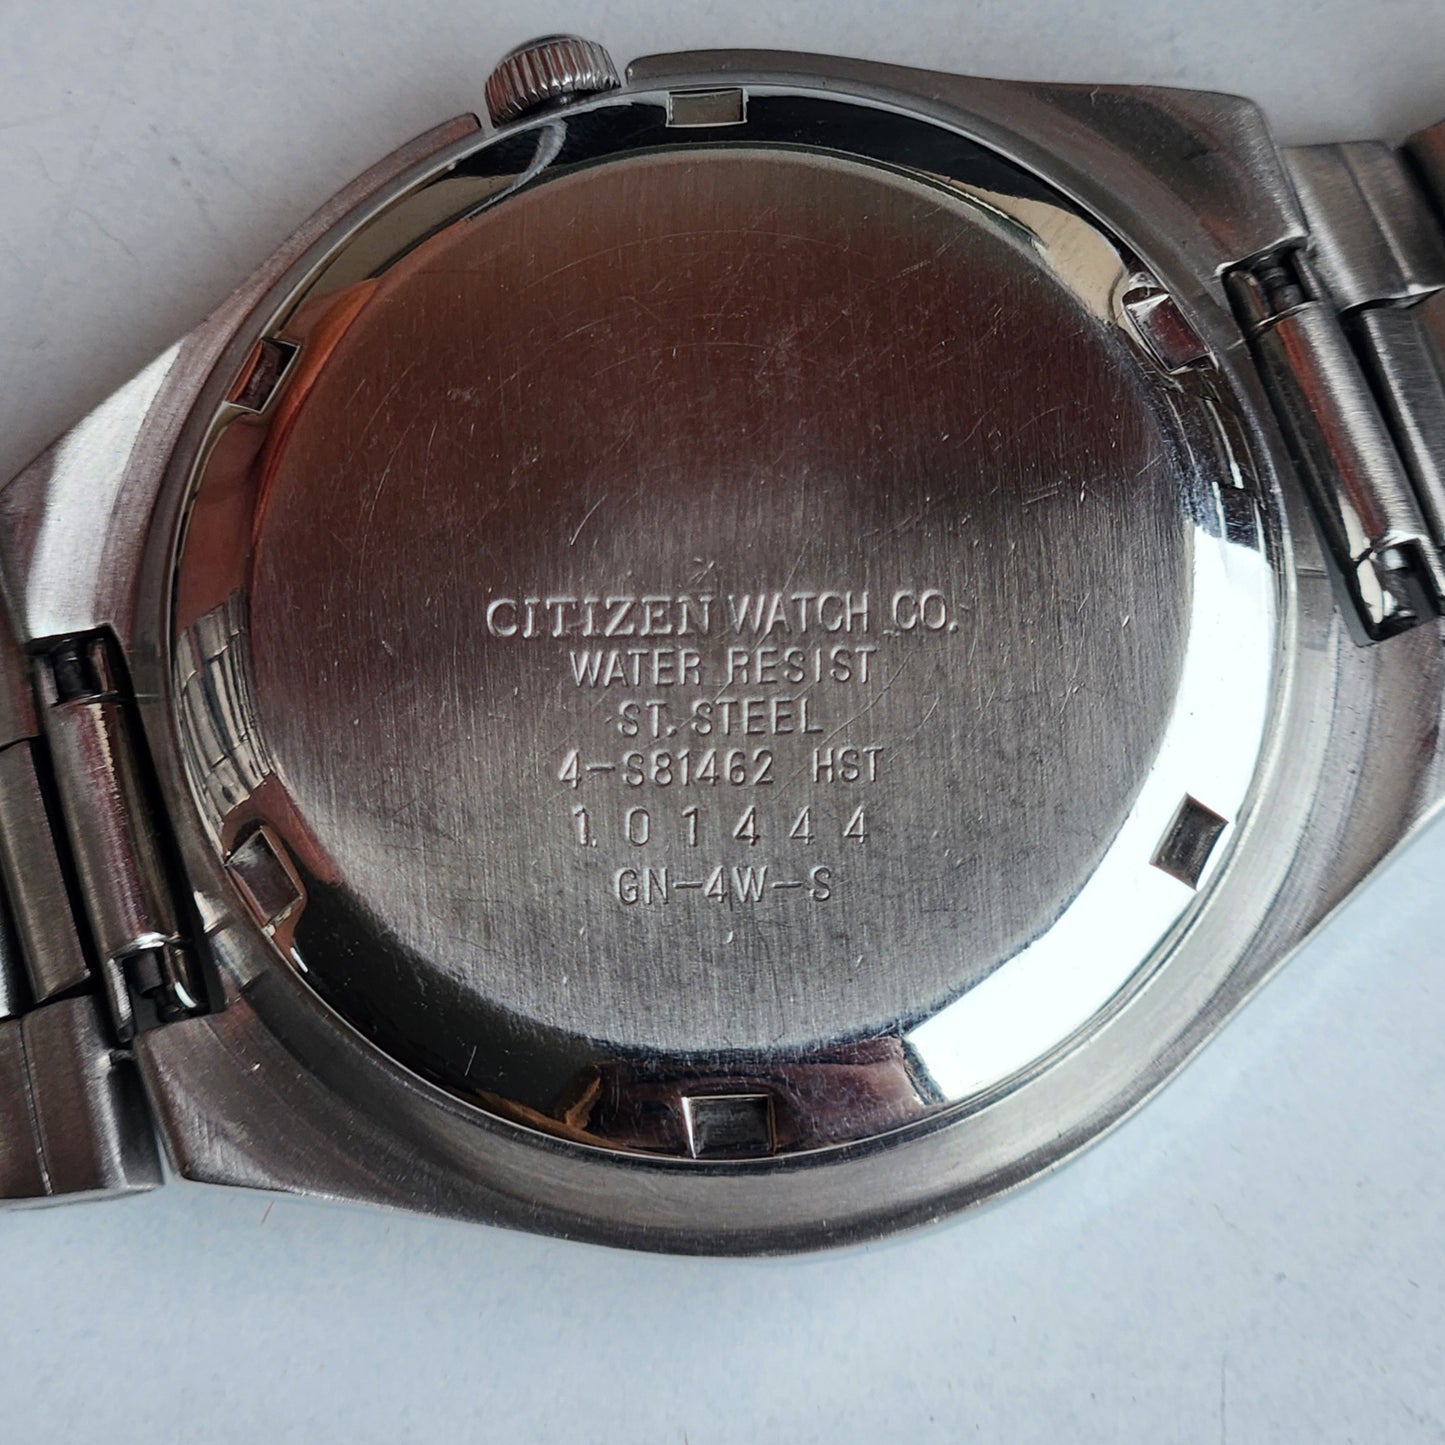 CITIZEN WATCH CO.
WATER RESIST
ST. STEEL
4-S81462 HST
1.01444
GN-4W-S